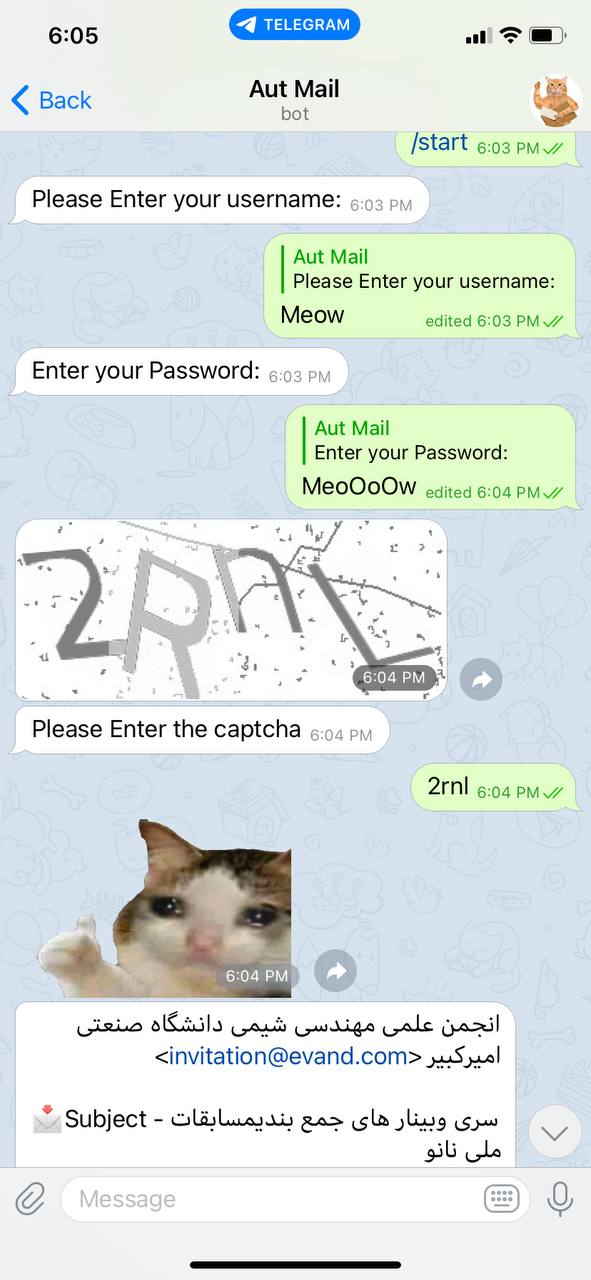 6:05
TELEGRAM
Back
Aut Mail
bot
/start 6:03 PM
Please Enter your username: 6:03 PM
Aut Mail
Please Enter your username:
Meow edited 6:03 PM
Enter your Password: 6:03 PM
Aut Mail
Enter your Password:
MeoOoOw edited 6:04 PM
2RnL
6:04 PM
Please Enter the captcha 6:04 PM
2rnl 6:04 PM
6:04 PM
انجمن علمی مهندسی شیمی دانشگاه صنعتی
امیرکبیر <invitation@evand.com>
📩Subject - سری وبینار های جمع بندیمسابقات
ملی نانو
Message